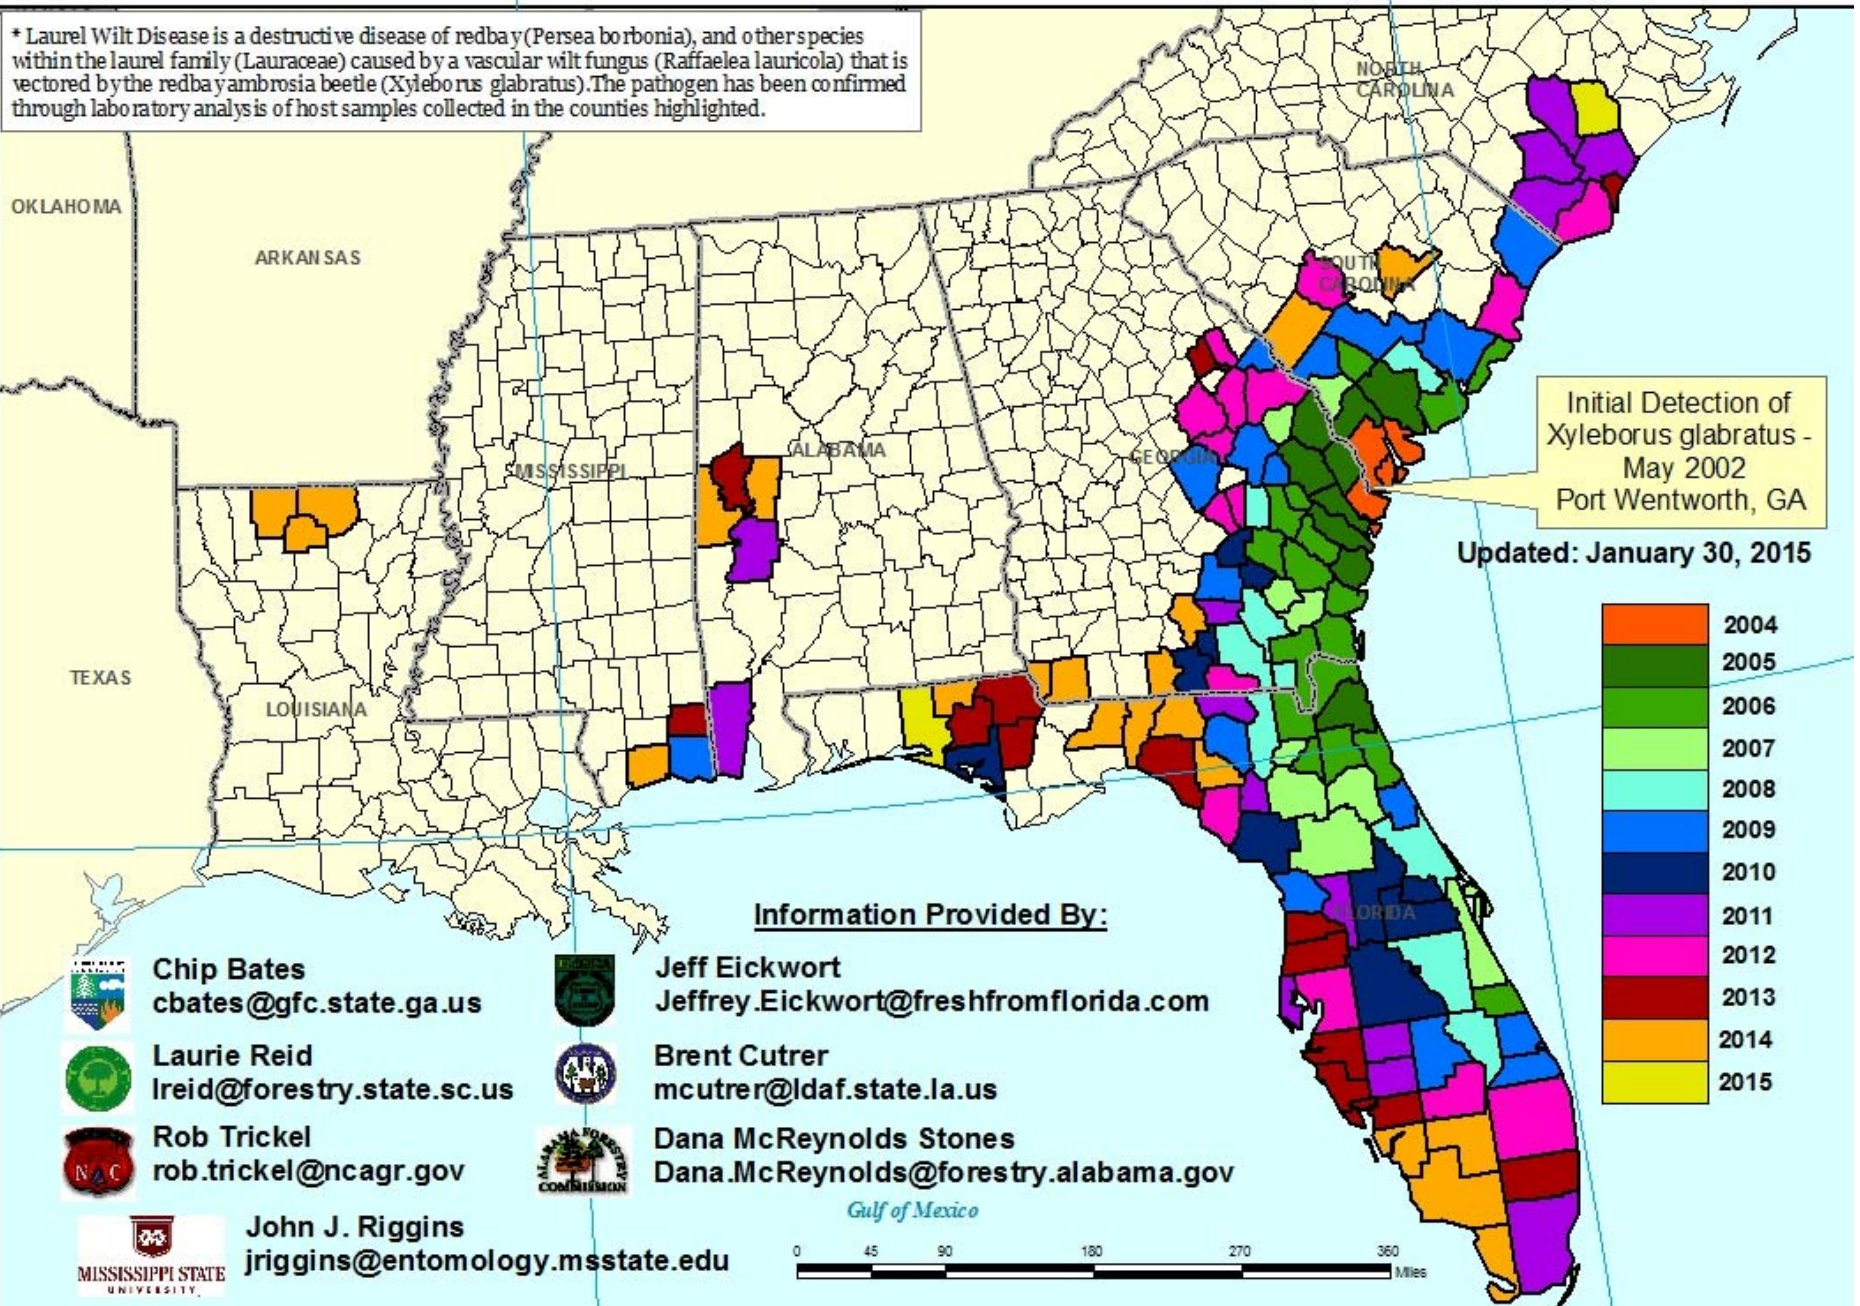 * Laurel Wilt Disease is a destructive disease of redbay(Persea borbonia), and other species
within the laurel family (Lauraceae) caused by a vascular wilt fungus (Raffaelea lauricola) that is
vectored by the redbay ambrosia beetle (Xyleborus glabratus).The pathogen has been confirmed
through laboratory analysis of host samples collected in the counties highlighted.
NORTH
CAROLINA
OKLAHOMA
ARKANSAS
SOUTH
CAROLINA
Initial Detection of
Xyleborus glabratus -
May 2002
Port Wentworth, GA
ALABAMA
MISSISSIPPI
GEORGIA
Updated: January 30, 2015
TEXAS
LOUISIANA
2004
2005
2006
2007
2008
2009
2010
2011
2012
2013
2014
2015
FLORIDA
Information Provided By:
Chip Bates
cbates@gfc.state.ga.us
Jeff Eickwort
Jeffrey.Eickwort@freshfromflorida.com
Laurie Reid
lreid@forestry.state.sc.us
Brent Cutrer
mcutrer@ldaf.state.la.us
Rob Trickel
rob.trickel@ncagr.gov
N C
ALABAMA FORESTRY
COMMISSION
Dana McReynolds Stones
Dana.McReynolds@forestry.alabama.gov
Gulf of Mexico
MISSISSIPPI STATE
UNIVERSITY
John J. Riggins
jriggins@entomology.msstate.edu
0 45 90 180 270 360
Miles